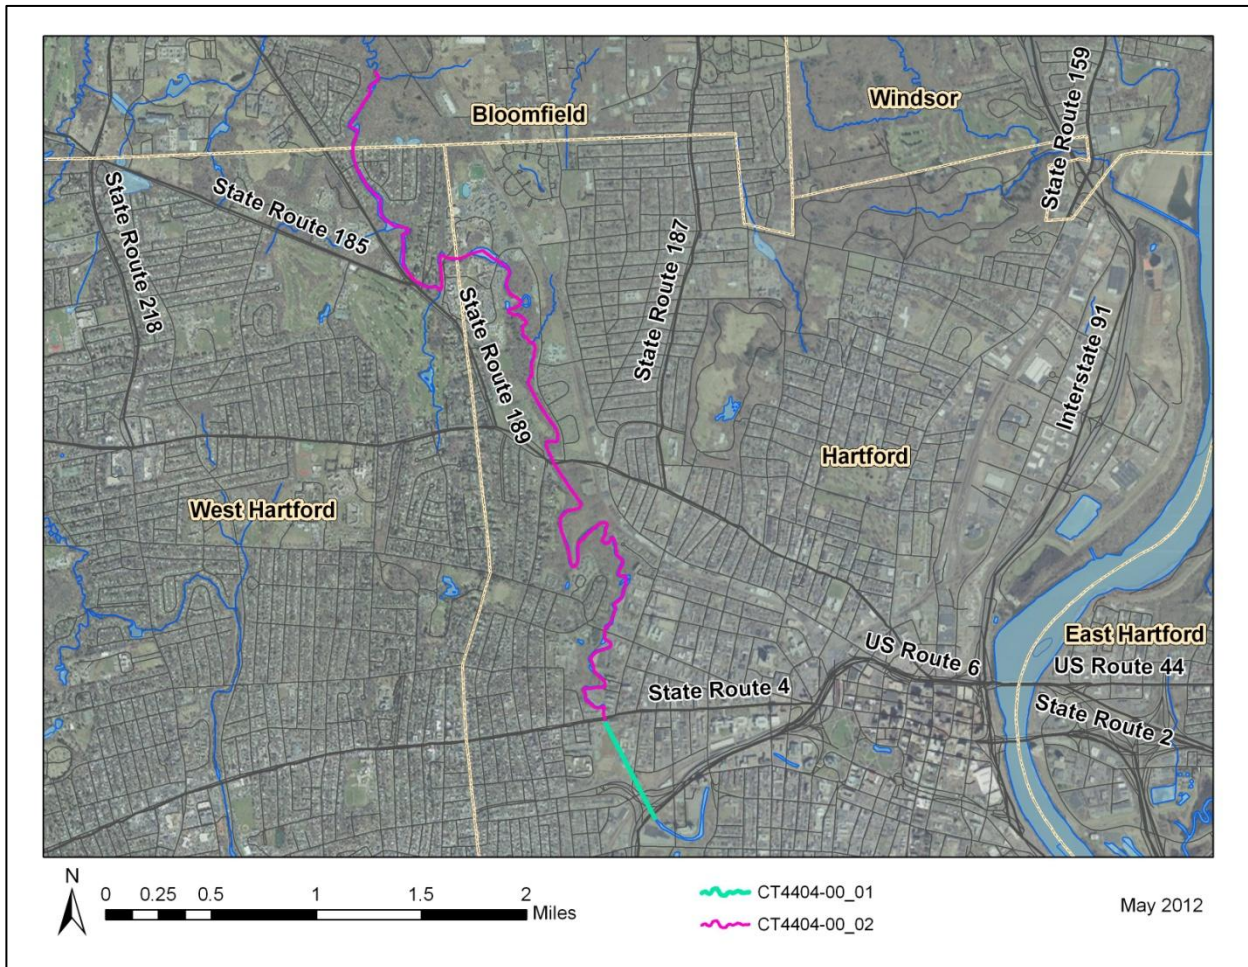 State Route 159
Windsor
Bloomfield
State Route 185
State Route 187
State Route 218
State Route 189
Interstate 91
Hartford
West Hartford
East Hartford
US Route 6
US Route 44
State Route 4
State Route 2
N
0 0.25 0.5 1 1.5 2
Miles
CT4404-00_01
CT4404-00_02
May 2012